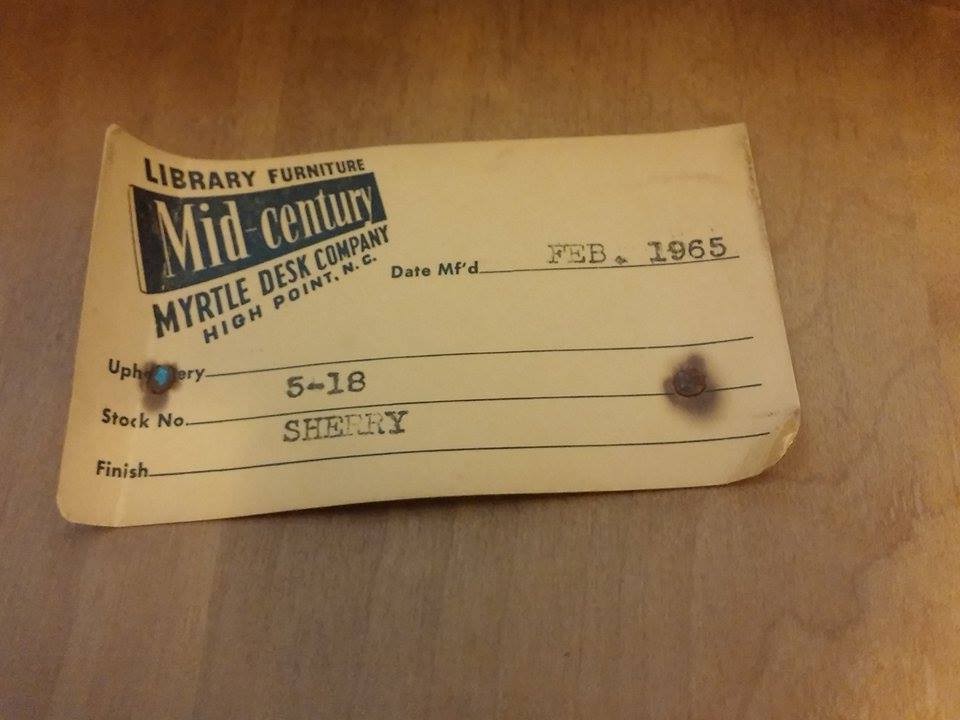 LIBRARY FURNITURE
Mid-century
MYRTLE DESK COMPANY
HIGH POINT, N.C.
Date Mf'd FEB. 1965
Upholstery
Stock No. 5-18
Finish SHERRY